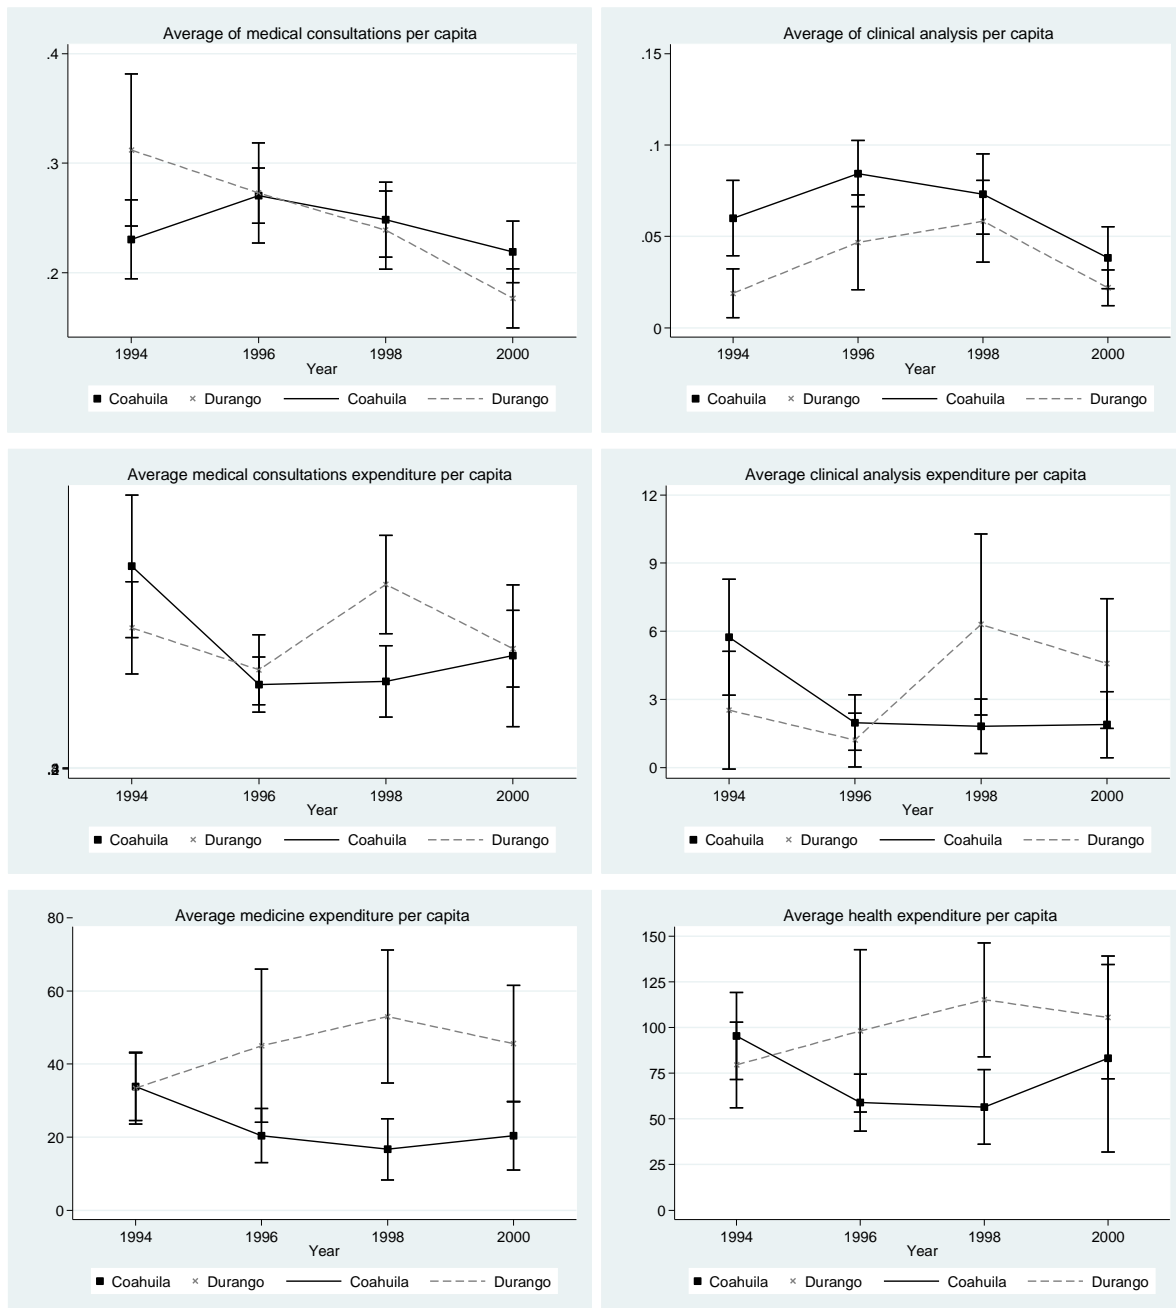 Average of medical consultations per capita
.4
.3
.2
1994 1996 1998 2000
Year
Coahuila Durango Coahuila Durango
Average of clinical analysis per capita
.15
.1
.05
0
1994 1996 1998 2000
Year
Coahuila Durango Coahuila Durango
Average medical consultations expenditure per capita
1994 1996 1998 2000
Year
Coahuila Durango Coahuila Durango
Average clinical analysis expenditure per capita
12
9
6
3
0
1994 1996 1998 2000
Year
Coahuila Durango Coahuila Durango
Average medicine expenditure per capita
80
60
40
20
0
1994 1996 1998 2000
Year
Coahuila Durango Coahuila Durango
Average health expenditure per capita
150
125
100
75
50
25
0
1994 1996 1998 2000
Year
Coahuila Durango Coahuila Durango